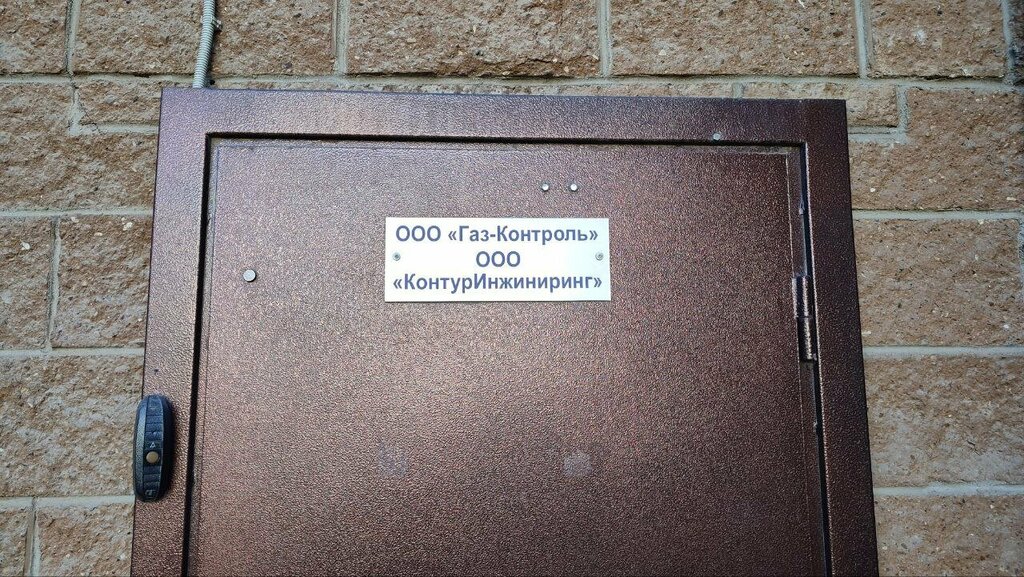 ООО «Газ-Контроль»
ООО
«КонтурИнжиниринг»